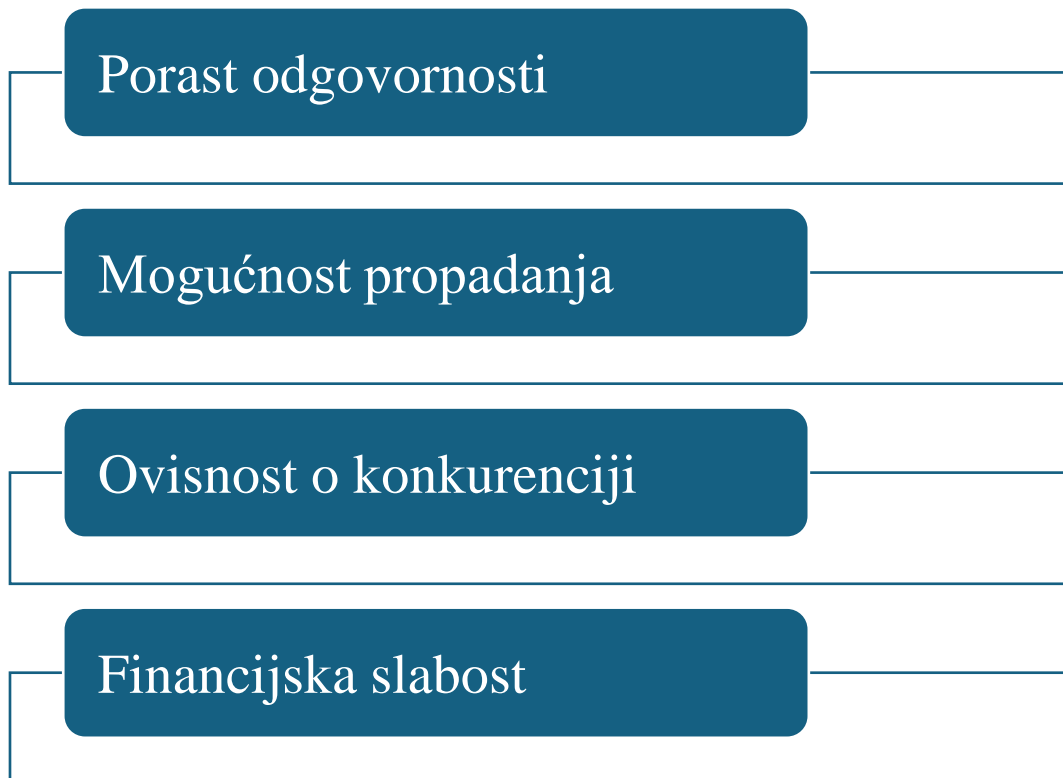 Porast odgovornosti
Mogućnost propadanja
Ovisnost o konkurenciji
Financijska slabost